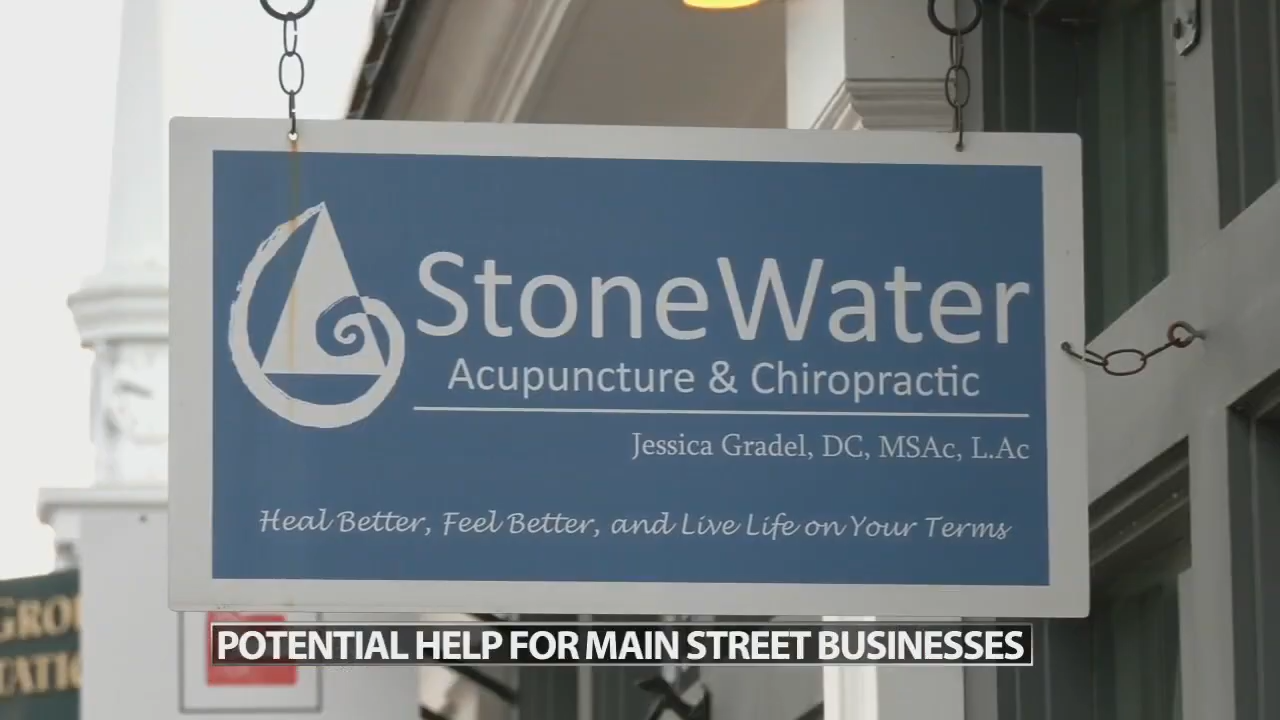 StoneWater
Acupuncture & Chiropractic
Jessica Gradel, DC, MSAc, L.Ac
Heal Better, Feel Better, and Live Life on Your Terms
POTENTIAL HELP FOR MAIN STREET BUSINESSES